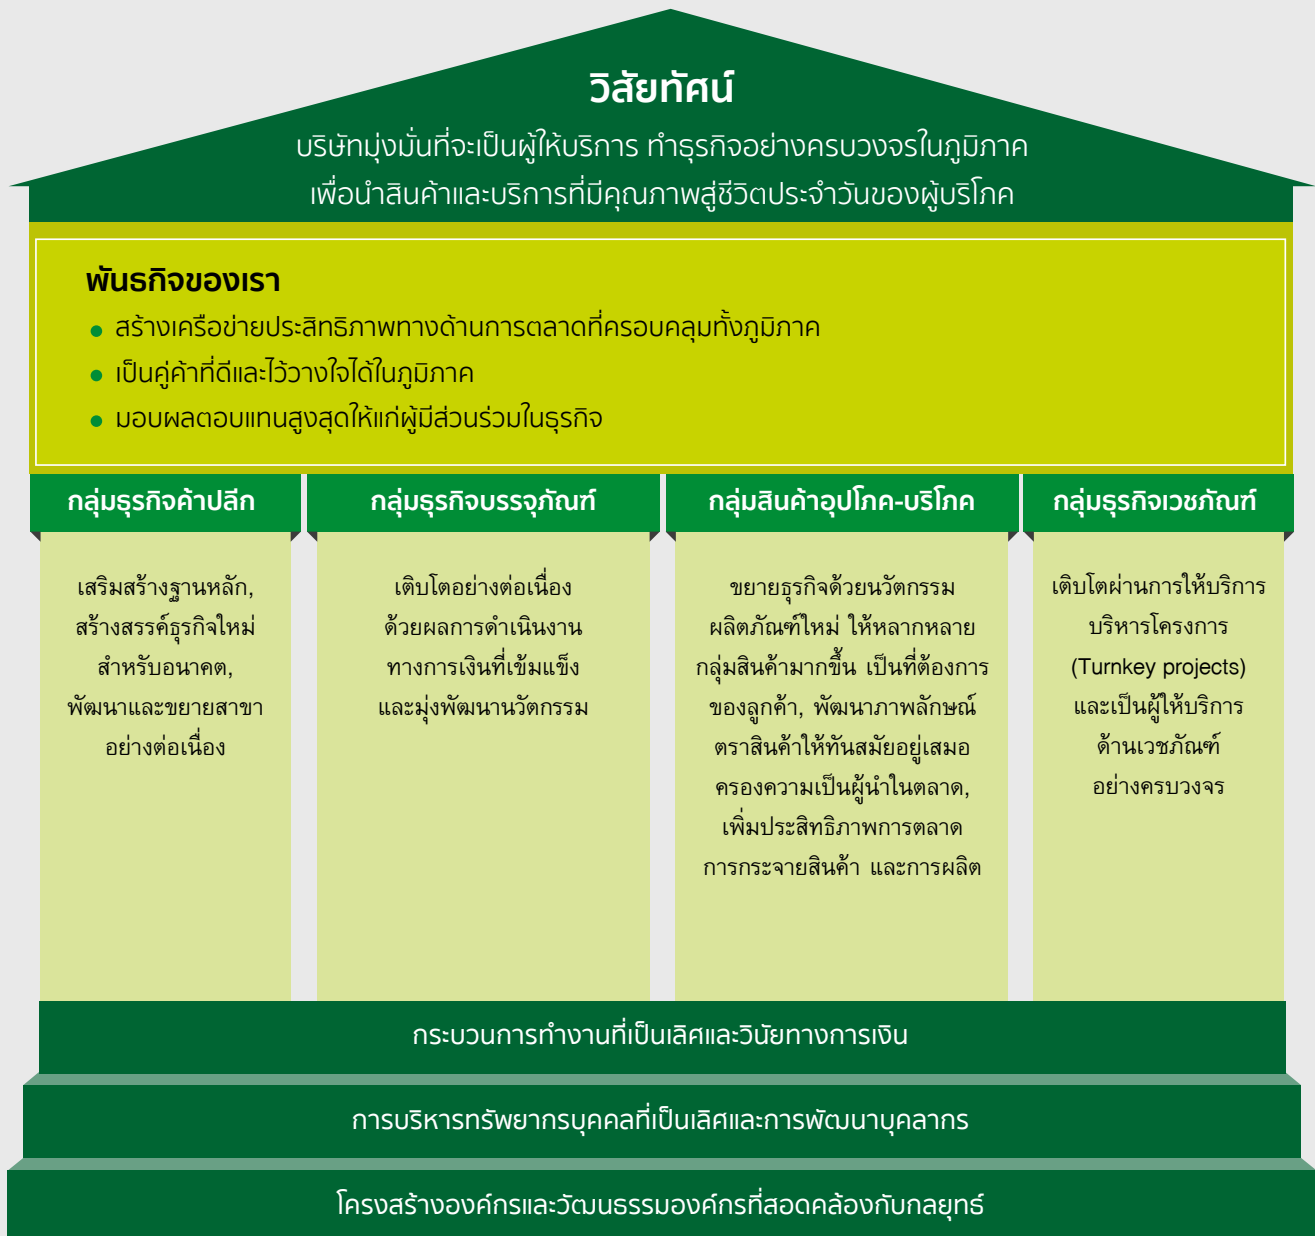 วิสัยทัศน์
บริษัทมุ่งมั่นที่จะเป็นผู้ให้บริการ ทำธุรกิจอย่างครบวงจรในภูมิภาค
เพื่อนำสินค้าและบริการที่มีคุณภาพสู่ชีวิตประจำวันของผู้บริโภค
พันธกิจของเรา
● สร้างเครือข่ายประสิทธิภาพทางด้านการตลาดที่ครอบคลุมทั้งภูมิภาค
● เป็นคู่ค้าที่ดีและไว้วางใจได้ในภูมิภาค
● มอบผลตอบแทนสูงสุดให้แก่ผู้มีส่วนร่วมในธุรกิจ
กลุ่มธุรกิจค้าปลีก
เสริมสร้างฐานหลัก,
สร้างสรรค์ธุรกิจใหม่
สำหรับอนาคต,
พัฒนาและขยายสาขา
อย่างต่อเนื่อง
กลุ่มธุรกิจบรรจุภัณฑ์
เติบโตอย่างต่อเนื่อง
ด้วยผลการดำเนินงาน
ทางการเงินที่เข้มแข็ง
และมุ่งพัฒนานวัตกรรม
กลุ่มสินค้าอุปโภค-บริโภค
ขยายธุรกิจด้วยนวัตกรรม
ผลิตภัณฑ์ใหม่ ให้หลากหลาย
กลุ่มสินค้ามากขึ้น เป็นที่ต้องการ
ของลูกค้า, พัฒนาภาพลักษณ์
ตราสินค้าให้ทันสมัยอยู่เสมอ
ครองความเป็นผู้นำในตลาด,
เพิ่มประสิทธิภาพการตลาด
การกระจายสินค้า และการผลิต
กลุ่มธุรกิจเวชภัณฑ์
เติบโตผ่านการให้บริการ
บริหารโครงการ
(Turnkey projects)
และเป็นผู้ให้บริการ
ด้านเวชภัณฑ์
อย่างครบวงจร
กระบวนการทำงานที่เป็นเลิศและวินัยทางการเงิน
การบริหารทรัพยากรบุคคลที่เป็นเลิศและการพัฒนาบุคลากร
โครงสร้างองค์กรและวัฒนธรรมองค์กรที่สอดคล้องกับกลยุทธ์